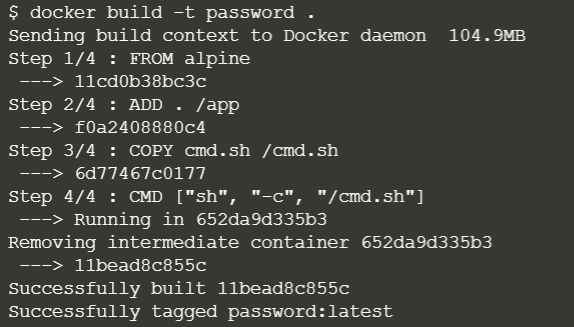 $ docker build -t password .
Sending build context to Docker daemon  104.9MB
Step 1/4 : FROM alpine
 ---> 11cd0b38bc3c
Step 2/4 : ADD . /app
 ---> f0a2408880c4
Step 3/4 : COPY cmd.sh /cmd.sh
 ---> 6d77467c0177
Step 4/4 : CMD ["sh", "-c", "/cmd.sh"]
 ---> Running in 652da9d335b3
Removing intermediate container 652da9d335b3
 ---> 11bead8c855c
Successfully built 11bead8c855c
Successfully tagged password:latest